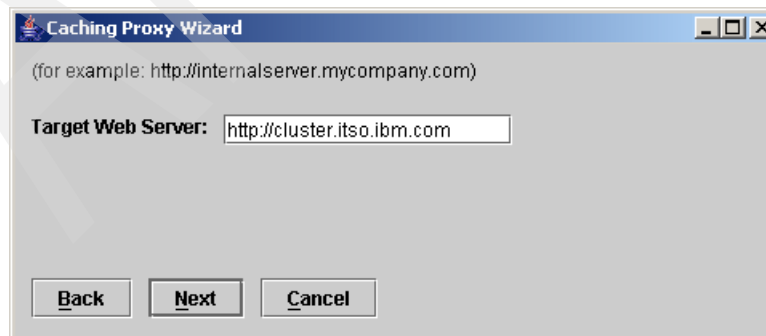 Caching Proxy Wizard
(for example: http://internalserver.mycompany.com)
Target Web Server: http://cluster.itso.ibm.com
Back Next Cancel